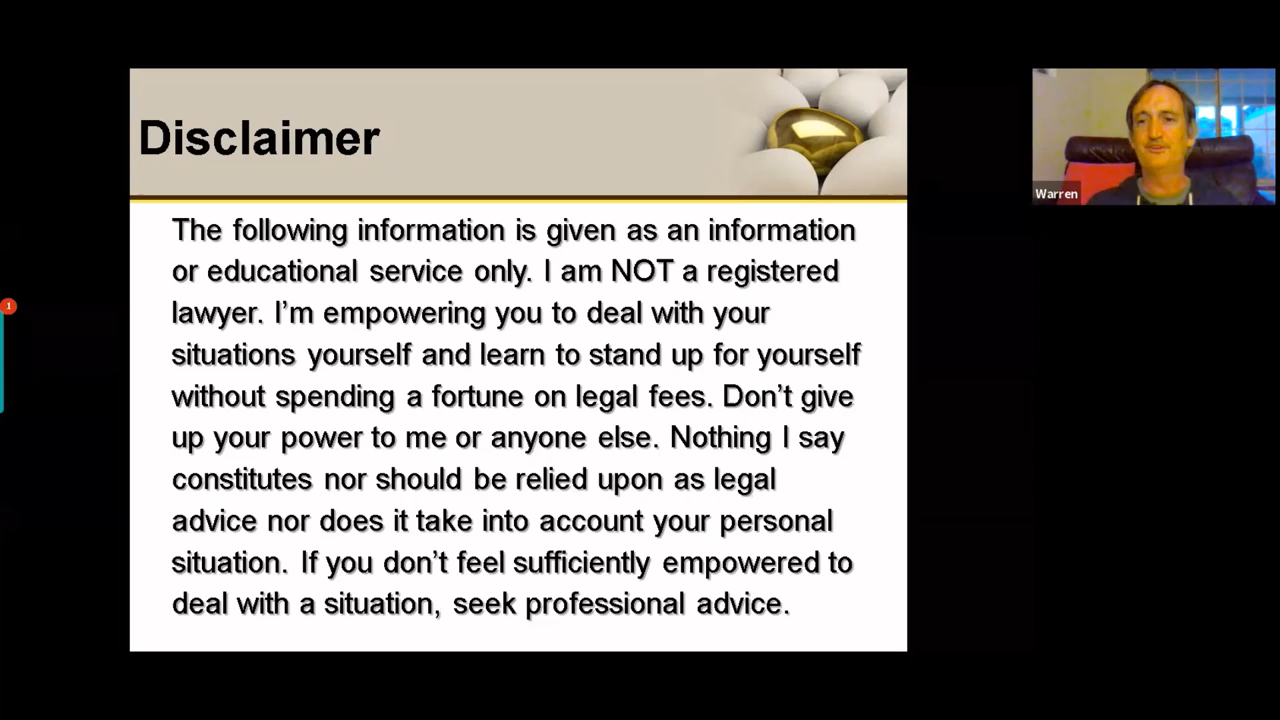 Disclaimer
The following information is given as an information
or educational service only. I am NOT a registered
lawyer. I’m empowering you to deal with your
situations yourself and learn to stand up for yourself
without spending a fortune on legal fees. Don’t give
up your power to me or anyone else. Nothing I say
constitutes nor should be relied upon as legal
advice nor does it take into account your personal
situation. If you don’t feel sufficiently empowered to
deal with a situation, seek professional advice.
Warren
1